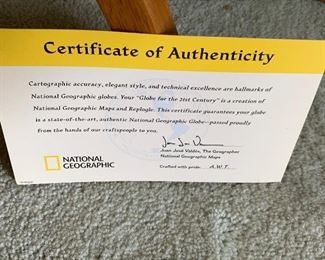 Certificate of Authenticity
Cartographic accuracy, elegant style, and technical excellence are hallmarks of
National Geographic globes. Your "Globe for the 21st Century" is a creation of
National Geographic Maps and Replogle. This certificate guarantees your globe
is a state-of-the-art, authentic National Geographic Globe—passed proudly
from the hands of our craftspeople to you.
NATIONAL
GEOGRAPHIC
Juan José Valdés, The Geographer
National Geographic Maps
Crafted with pride: A.W.T.